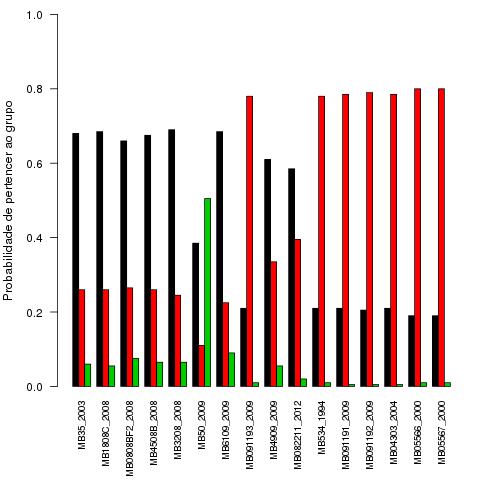 Probabilidade de pertencer ao grupo
1.0
0.8
0.6
0.4
0.2
0.0
MB35_2003
MB1808C_2008
MB0808BF2_2008
MB4508B_2008
MB3208_2008
MB50_2009
MB6109_2009
MB091193_2009
MB4909_2009
MB082211_2012
MB534_1994
MB091191_2009
MB091192_2009
MB04303_2004
MB05566_2000
MB05567_2000